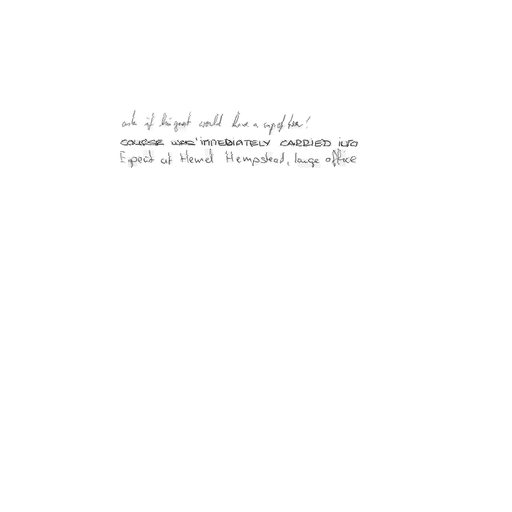 ask if his guest would have a cup of tea!
COURSE WAS IMMEDIATELY CARRIED INTO
Expect at Hemel Hempstead, large office